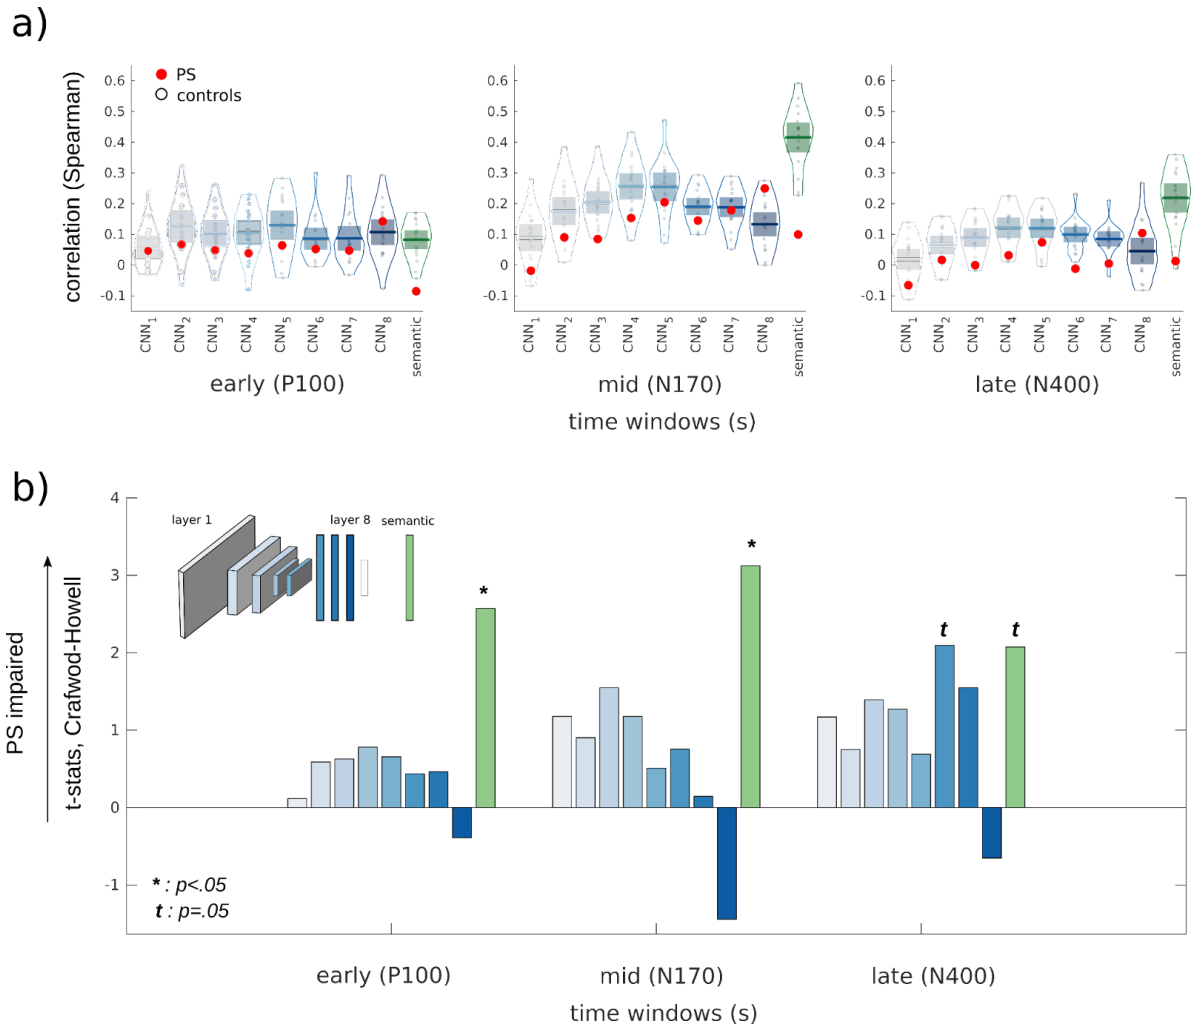 a)
correlation (Spearman)
PS
controls
0.6
0.5
0.4
0.3
0.2
0.1
0
-0.1
CNN1
CNN2
CNN3
CNN4
CNN5
CNN6
CNN7
CNN8
semantic
early (P100)
0.6
0.5
0.4
0.3
0.2
0.1
0
-0.1
CNN1
CNN2
CNN3
CNN4
CNN5
CNN6
CNN7
CNN8
semantic
mid (N170)
0.6
0.5
0.4
0.3
0.2
0.1
0
-0.1
CNN1
CNN2
CNN3
CNN4
CNN5
CNN6
CNN7
CNN8
semantic
late (N400)
time windows (s)
b)
PS impaired
t-stats, Crafwod-Howell
4
3
2
1
0
-1
layer 1 layer 8 semantic
*
*
t
t
* : p<.05
t : p=.05
early (P100) mid (N170) late (N400)
time windows (s)